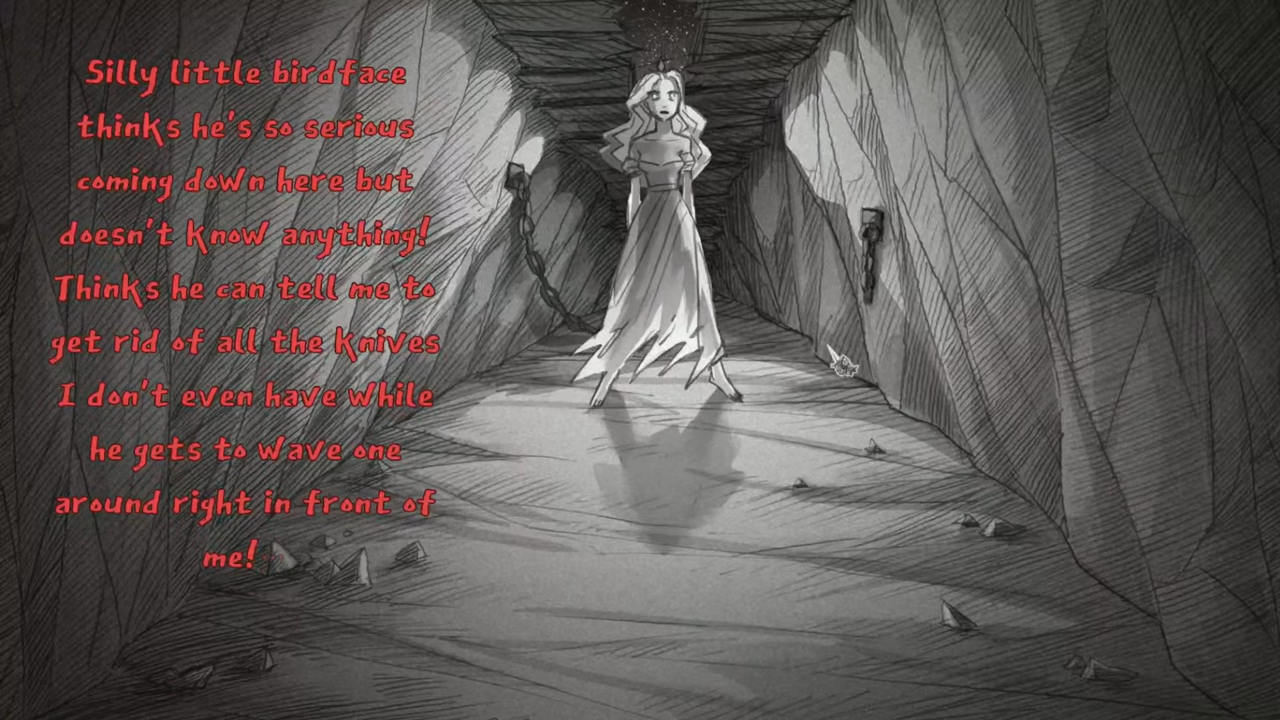 Silly little birdface
thinks he's so serious
coming down here but
doesn't know anything!
Thinks he can tell me to
get rid of all the knives
I don't even have while
he gets to wave one
around right in front of
me!